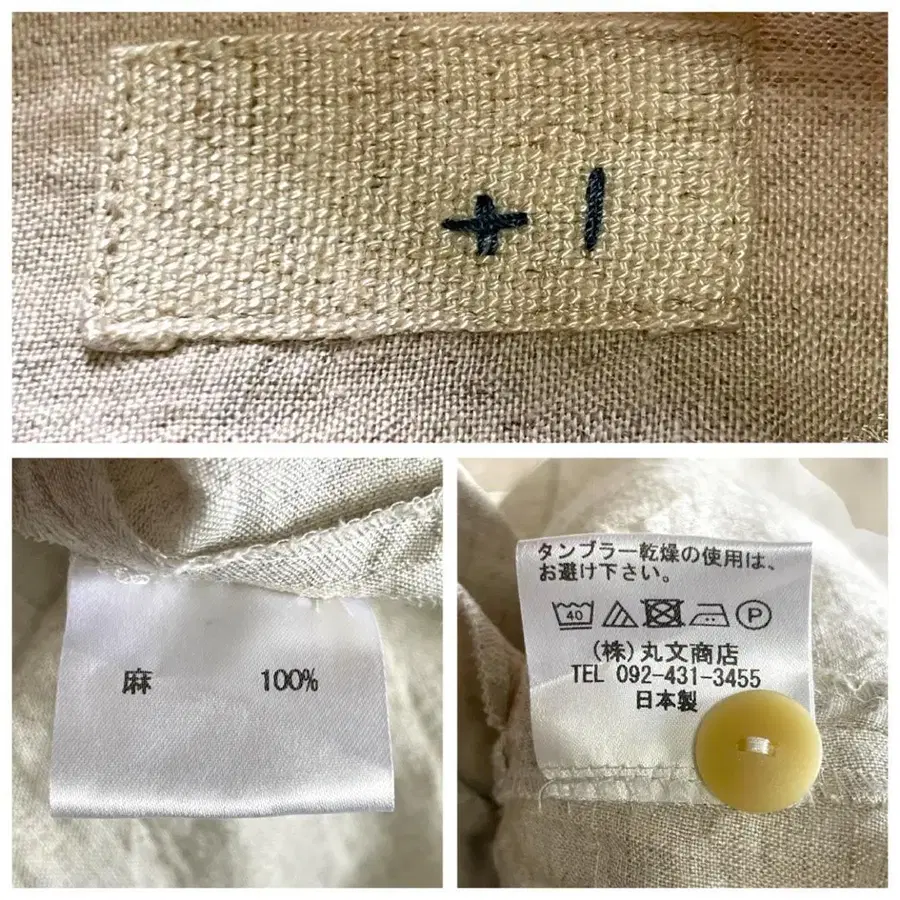 +1
麻 100%
タンブラー乾燥の使用は、
お避け下さい。
40 P
(株)丸文商店
TEL 092-431-3455
日本製